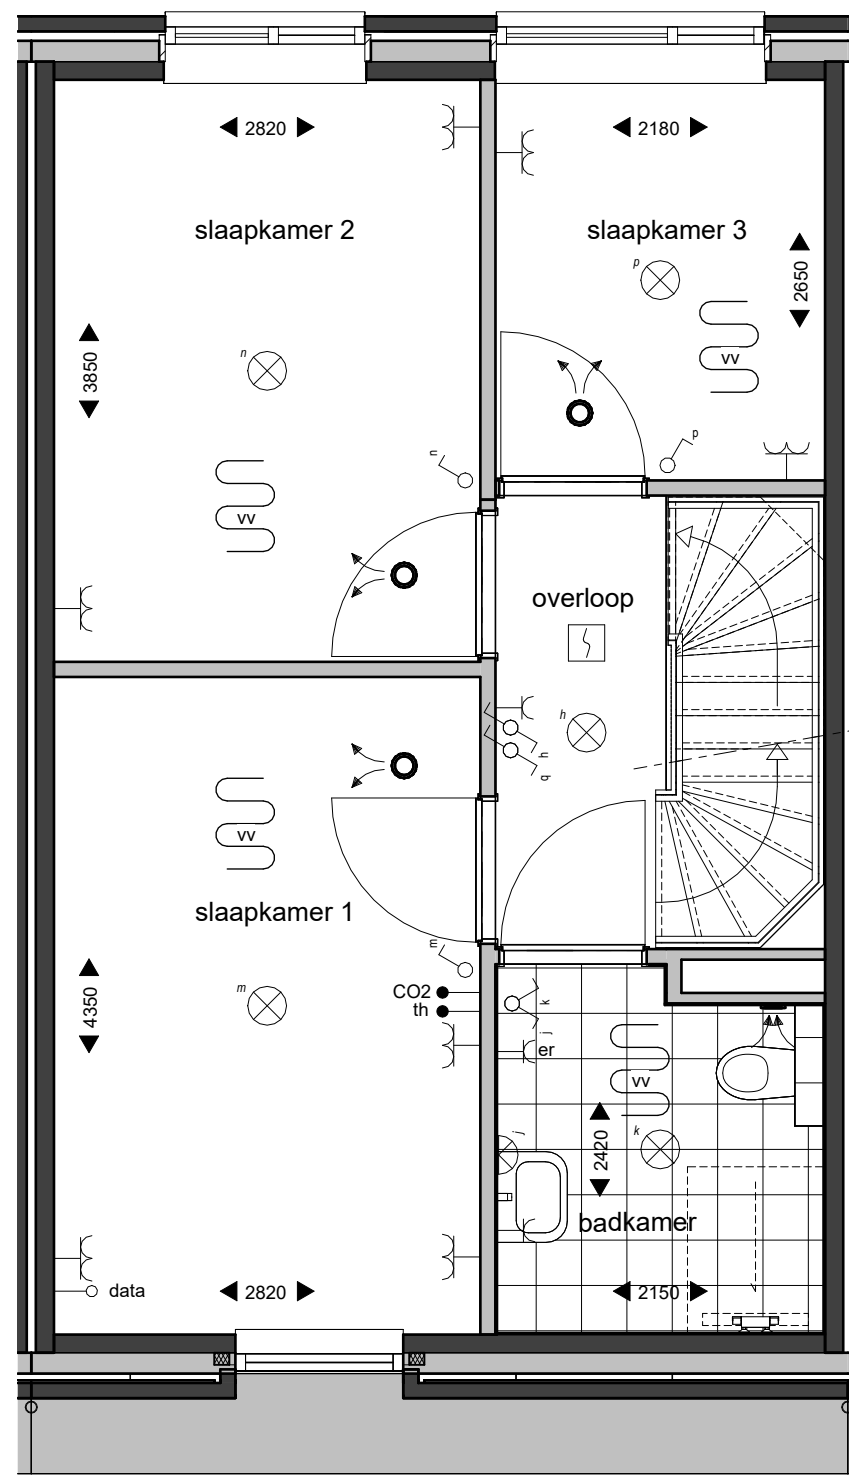 2820
2180
slaapkamer 2
slaapkamer 3
p
2650
n
3850
vv
p
n
vv
overloop
h
h
q
vv
slaapkamer 1
m
m
4350
CO2
th
k
j
er
vv
j
k
2420
badkamer
data
2820
2150